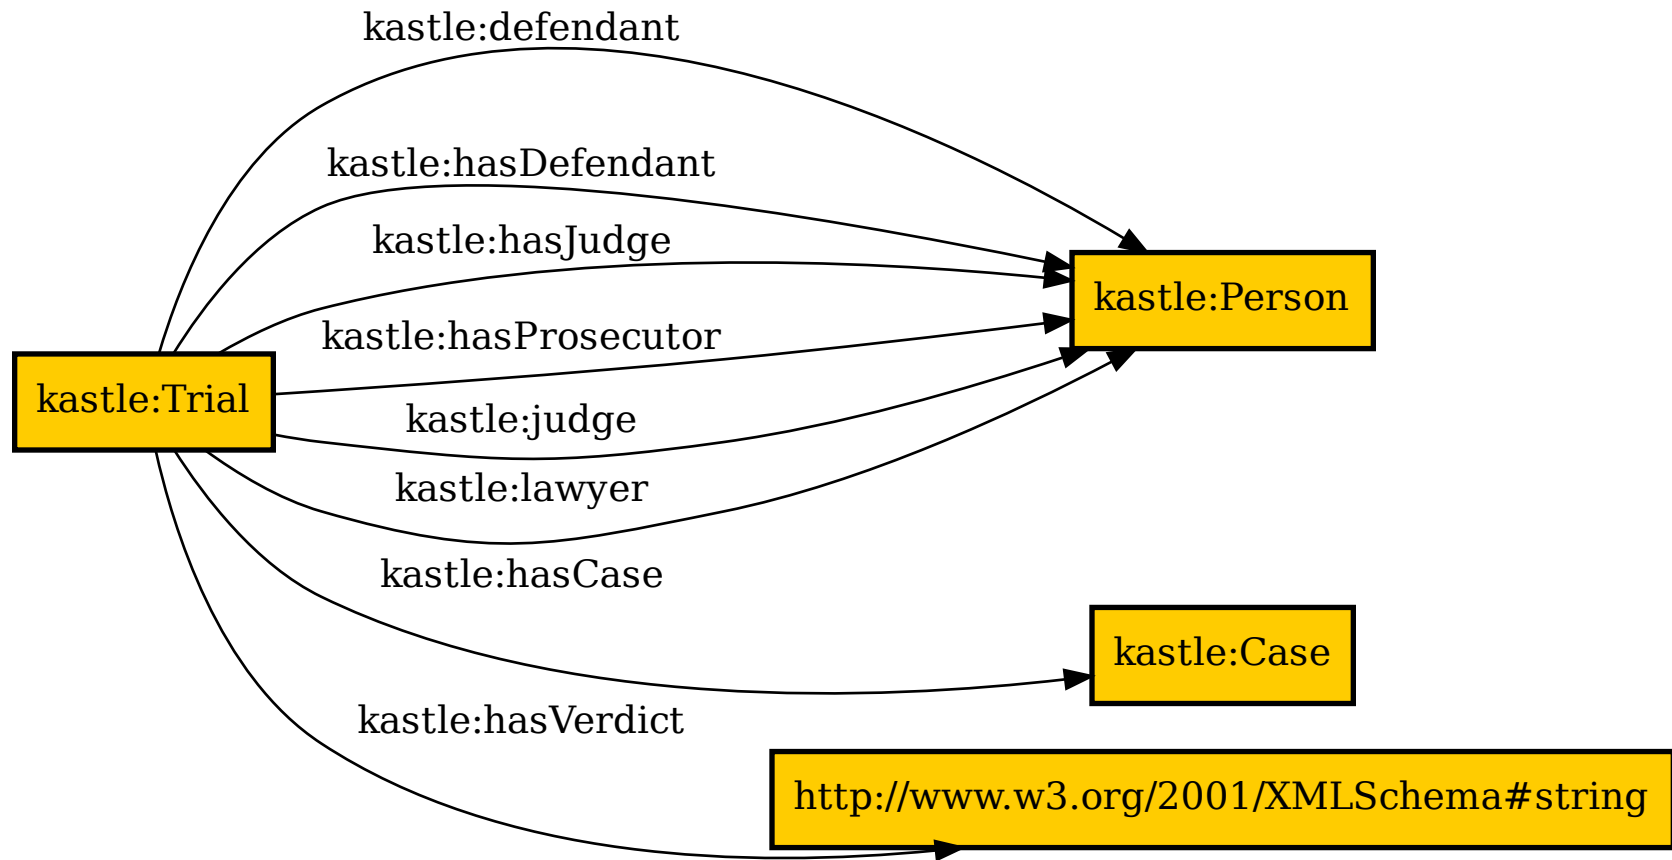 kastle:defendant
kastle:hasDefendant
kastle:hasJudge
kastle:Person
kastle:hasProsecutor
kastle:Trial
kastle:judge
kastle:lawyer
kastle:hasCase
kastle:Case
kastle:hasVerdict
http://www.w3.org/2001/XMLSchema#string